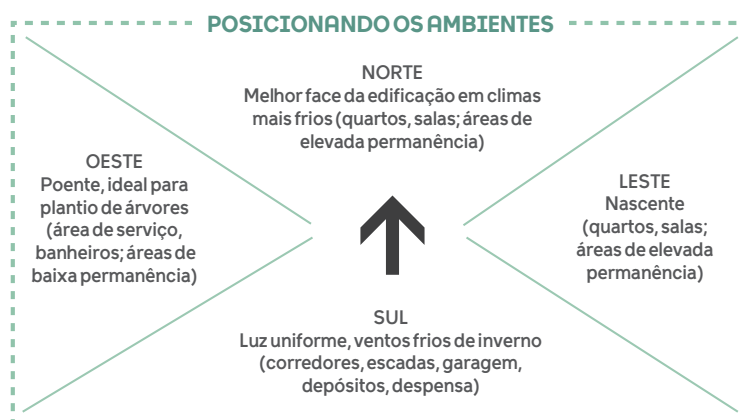 POSICIONANDO OS AMBIENTES
NORTE
Melhor face da edificação em climas
mais frios (quartos, salas; áreas de
elevada permanência)
OESTE
Poente, ideal para
plantio de árvores
(área de serviço,
banheiros; áreas de
baixa permanência)
LESTE
Nascente
(quartos, salas;
áreas de elevada
permanência)
SUL
Luz uniforme, ventos frios de inverno
(corredores, escadas, garagem,
depósitos, despensa)